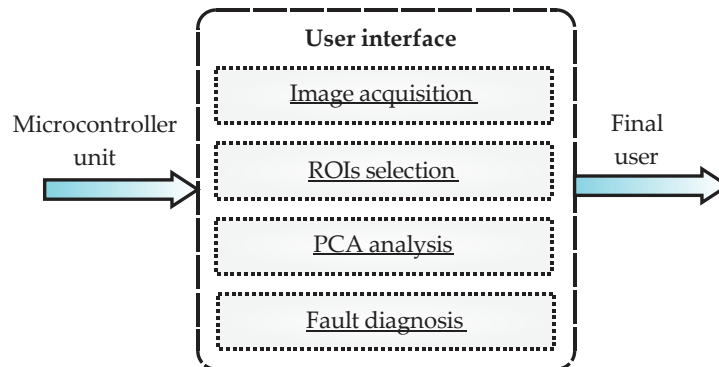 User interface
Image acquisition
Microcontroller
unit
ROIs selection
PCA analysis
Fault diagnosis
Final
user